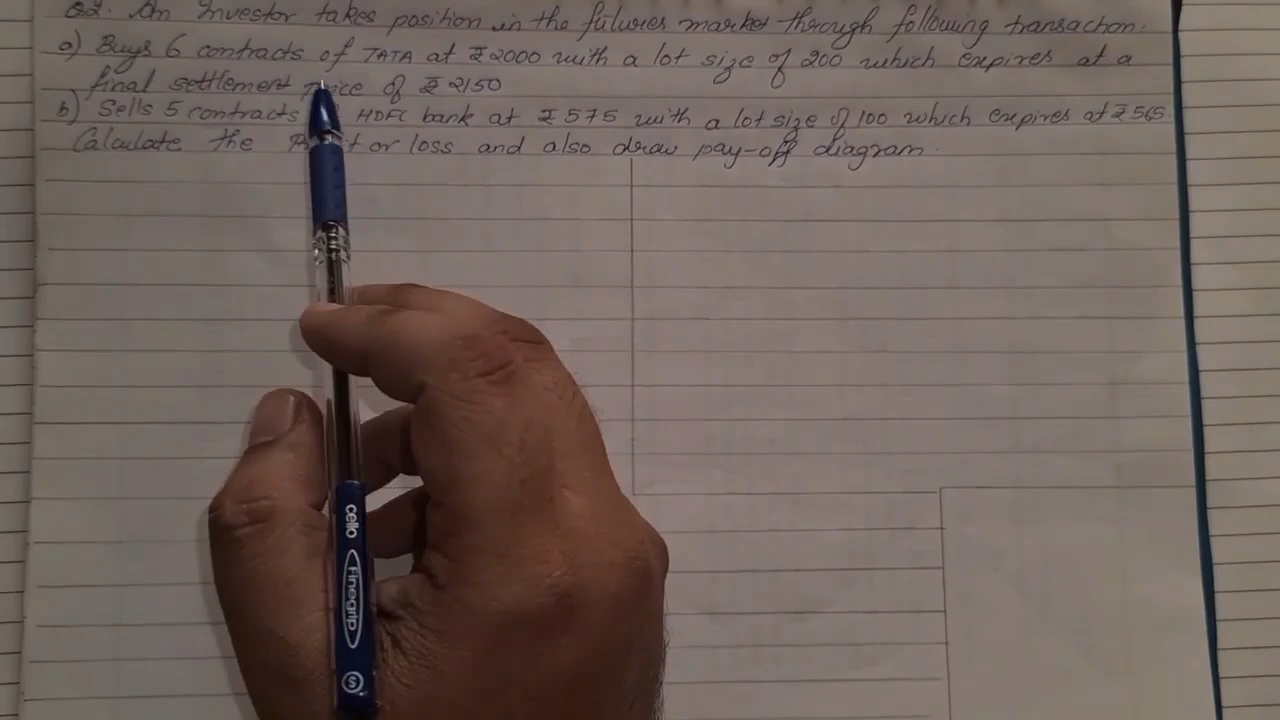 Q2. An Investor takes position in the futures market through following transaction.
a) Buys 6 contracts of TATA at ₹2000 with a lot size of 200 which expires at a
final settlement price of ₹ 2150
b) Sells 5 contracts HDFC bank at ₹575 with a lot size of 100 which expires at ₹565.
Calculate the or loss and also draw pay-off diagram.
cello
Finegrip
S